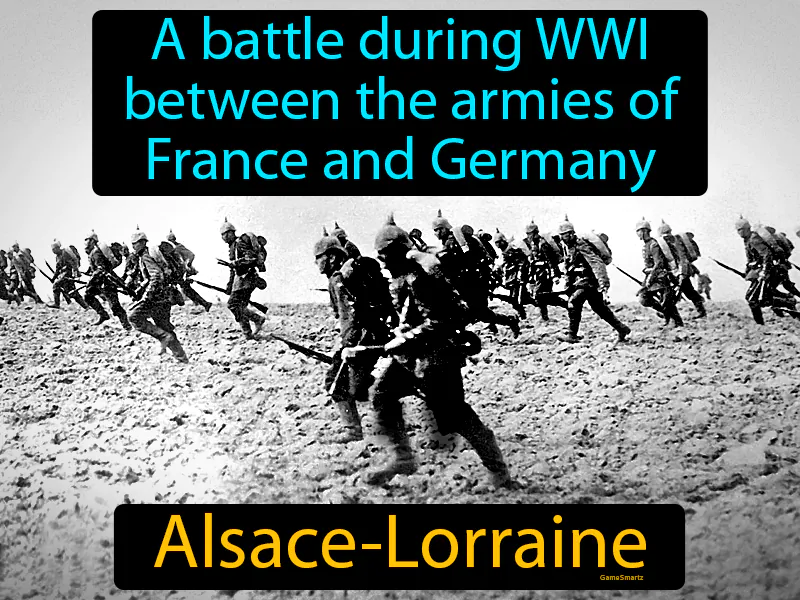 A battle during WWI
between the armies of
France and Germany
Alsace-Lorraine
GameSmartz